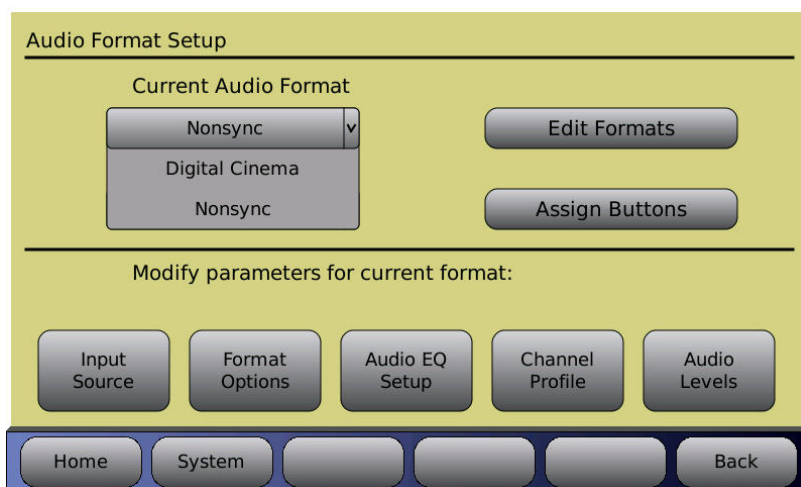 Audio Format Setup
Current Audio Format
Nonsync
Digital Cinema
Nonsync
Edit Formats
Assign Buttons
Modify parameters for current format:
Input
Source
Format
Options
Audio EQ
Setup
Channel
Profile
Audio
Levels
Home
System
Back